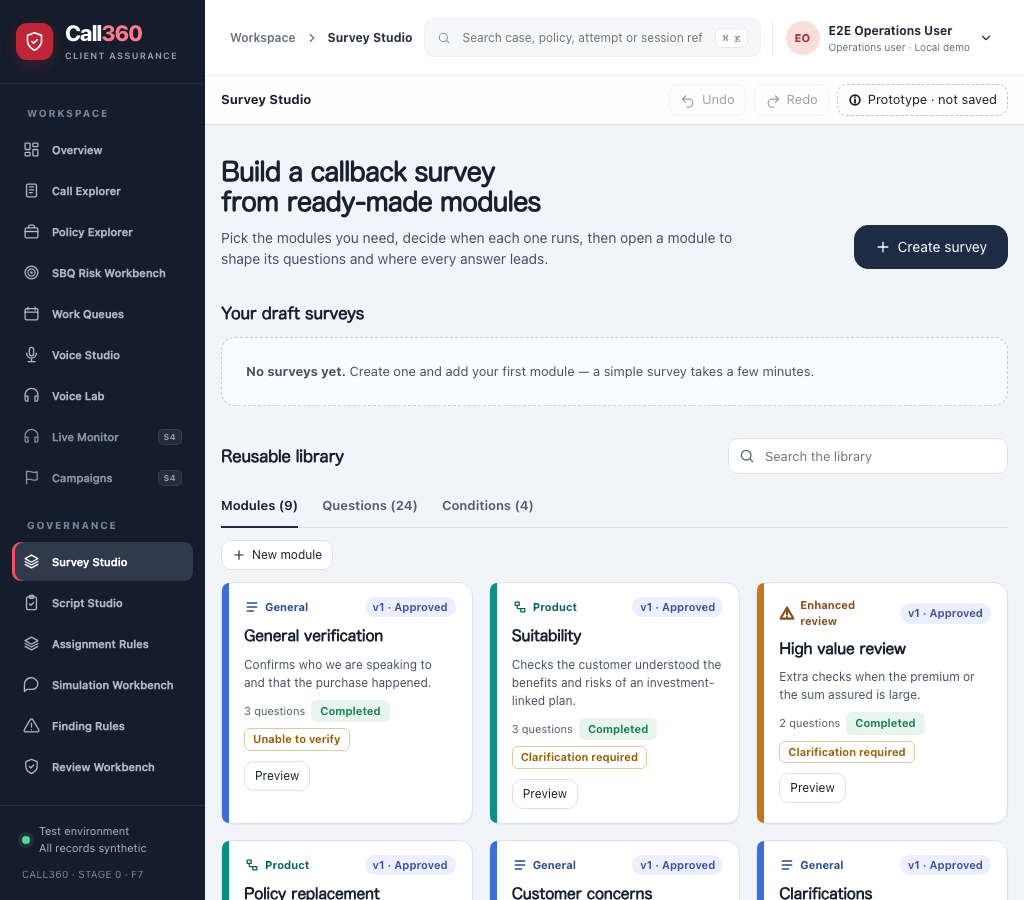 Call360
CLIENT ASSURANCE
WORKSPACE
Overview
Call Explorer
Policy Explorer
SBQ Risk Workbench
Work Queues
Voice Studio
Voice Lab
Live Monitor S4
Campaigns S4
GOVERNANCE
Survey Studio
Script Studio
Assignment Rules
Simulation Workbench
Finding Rules
Review Workbench
Test environment
All records synthetic
CALL360 · STAGE 0 · F7
Workspace > Survey Studio
Search case, policy, attempt or session ref ⌘ K
EO
E2E Operations User
Operations user · Local demo
Survey Studio
Undo
Redo
Prototype · not saved
Build a callback survey
from ready-made modules
Pick the modules you need, decide when each one runs, then open a module to
shape its questions and where every answer leads.
+ Create survey
Your draft surveys
No surveys yet. Create one and add your first module — a simple survey takes a few minutes.
Reusable library
Search the library
Modules (9)
Questions (24)
Conditions (4)
+ New module
General
v1 · Approved
General verification
Confirms who we are speaking to
and that the purchase happened.
3 questions
Completed
Unable to verify
Preview
Product
v1 · Approved
Suitability
Checks the customer understood the
benefits and risks of an investment-
linked plan.
3 questions
Completed
Clarification required
Preview
Enhanced
review
v1 · Approved
High value review
Extra checks when the premium or
the sum assured is large.
2 questions
Completed
Clarification required
Preview
Product
v1 · Approved
Policy replacement
General
v1 · Approved
Customer concerns
General
v1 · Approved
Clarifications